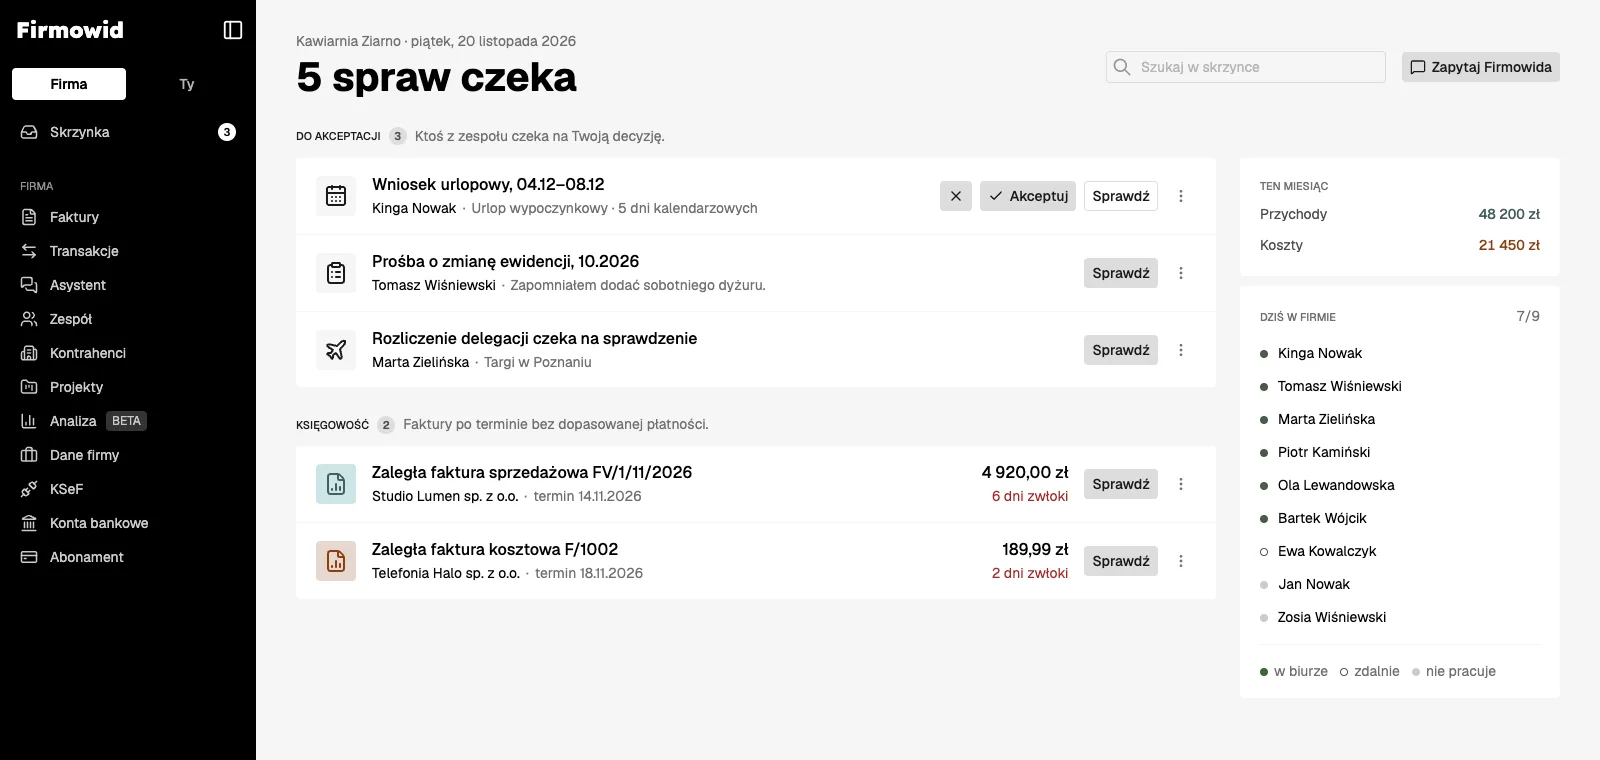 Firmowid
Firma
Ty
Skrzynka 3
FIRMA
Faktury
Transakcje
Asystent
Zespół
Kontrahenci
Projekty
Analiza BETA
Dane firmy
KSeF
Konta bankowe
Abonament
Kawiarnia Ziarno · piątek, 20 listopada 2026
5 spraw czeka
Szukaj w skrzynce
Zapytaj Firmowida
DO AKCEPTACJI 3 Ktoś z zespołu czeka na Twoją decyzję.
Wniosek urlopowy, 04.12–08.12
Kinga Nowak · Urlop wypoczynkowy · 5 dni kalendarzowych
Akceptuj
Sprawdź
Prośba o zmianę ewidencji, 10.2026
Tomasz Wiśniewski · Zapomniałem dodać sobotniego dyżuru.
Sprawdź
Rozliczenie delegacji czeka na sprawdzenie
Marta Zielińska · Targi w Poznaniu
Sprawdź
KSIĘGOWOŚĆ 2 Faktury po terminie bez dopasowanej płatności.
Zaległa faktura sprzedażowa FV/1/11/2026
Studio Lumen sp. z o.o. · termin 14.11.2026
4 920,00 zł
6 dni zwłoki
Sprawdź
Zaległa faktura kosztowa F/1002
Telefonia Halo sp. z o.o. · termin 18.11.2026
189,99 zł
2 dni zwłoki
Sprawdź
TEN MIESIĄC
Przychody 48 200 zł
Koszty 21 450 zł
DZIŚ W FIRMIE 7/9
Kinga Nowak
Tomasz Wiśniewski
Marta Zielińska
Piotr Kamiński
Ola Lewandowska
Bartek Wójcik
Ewa Kowalczyk
Jan Nowak
Zosia Wiśniewski
w biurze zdalnie nie pracuje